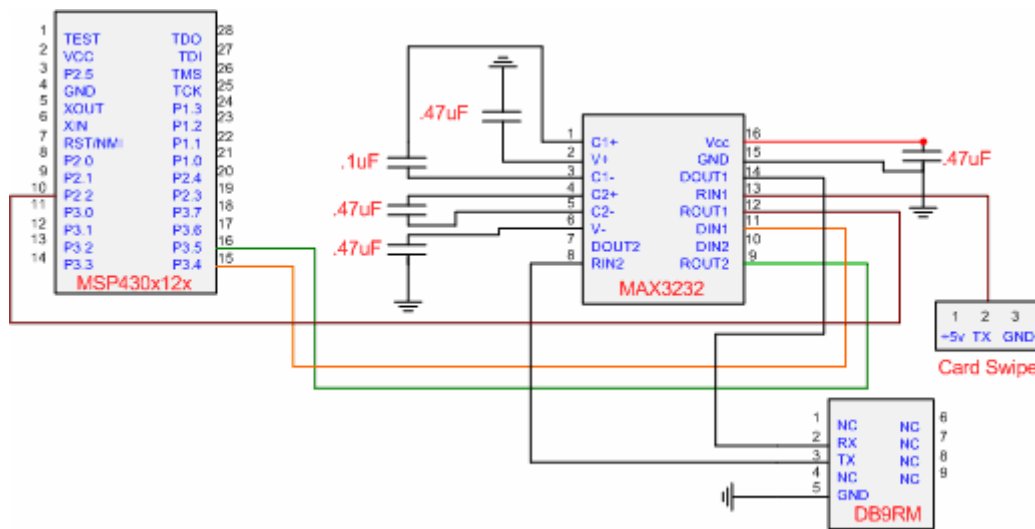 1 TEST TDO 28
2 VCC TDI 27
3 P2.5 TMS 26
4 GND TCK 25
5 XOUT P1.3 24
6 XIN P1.2 23
7 RST/NMI P1.1 22
8 P2.0 P1.0 21
9 P2.1 P2.4 20
10 P2.2 P2.3 19
11 P3.0 P3.7 18
12 P3.1 P3.6 17
13 P3.2 P3.5 16
14 P3.3 P3.4 15
MSP430x12x
.47uF
.1uF
.47uF
.47uF
1 C1+ Vcc 16
2 V+ GND 15
3 C1- DOUT1 14
4 C2+ RIN1 13
5 C2- ROUT1 12
6 V- DIN1 11
7 DOUT2 DIN2 10
8 RIN2 ROUT2 9
MAX3232
.47uF
1 2 3
+5v TX GND
Card Swipe
1 NC NC 6
2 RX NC 7
3 TX NC 8
4 NC NC 9
5 GND
DB9RM